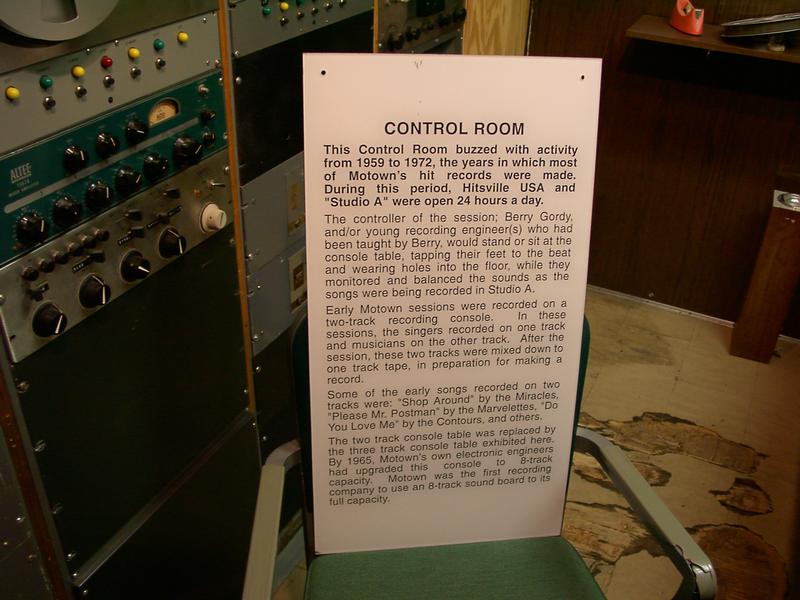 ALTEC
CONTROL ROOM
This Control Room buzzed with activity
from 1959 to 1972, the years in which most
of Motown's hit records were made.
During this period, Hitsville USA and
"Studio A" were open 24 hours a day.
The controller of the session; Berry Gordy,
and/or young recording engineer(s) who had
been taught by Berry, would stand or sit at the
console table, tapping their feet to the beat
and wearing holes into the floor, while they
monitored and balanced the sounds as the
songs were being recorded in Studio A.
Early Motown sessions were recorded on a
two-track recording console. In these
sessions, the singers recorded on one track
and musicians on the other track. After the
session, these two tracks were mixed down to
one track tape, in preparation for making a
record.
Some of the early songs recorded on two
tracks were: "Shop Around" by the Miracles,
"Please Mr. Postman" by the Marvelettes, "Do
You Love Me" by the Contours, and others.
The two track console table was replaced by
the three track console table exhibited here.
By 1965, Motown's own electronic engineers
had upgraded this console to 8-track
capacity. Motown was the first recording
company to use an 8-track sound board to its
full capacity.